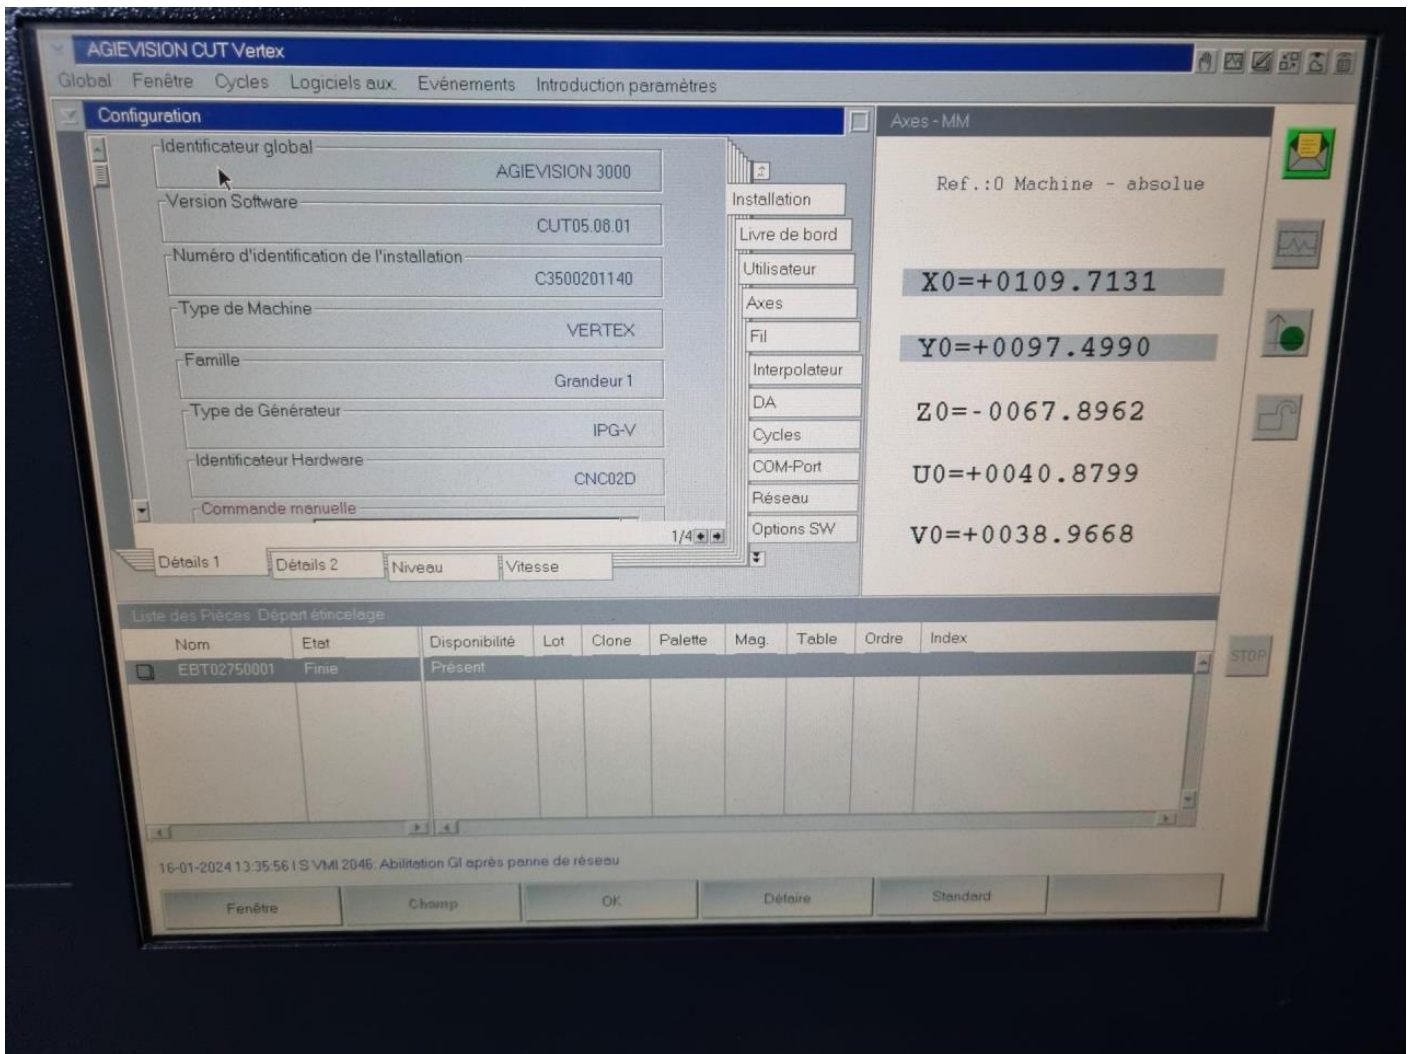 AGIEVISION CUT Vertex
Global Fenêtre Cycles Logiciels aux. Evénements Introduction paramètres
Configuration
Identificateur global
AGIEVISION 3000
Version Software
CUT05.08.01
Numéro d'identification de l'installation
C3500201140
Type de Machine
VERTEX
Famille
Grandeur 1
Type de Générateur
IPG-V
Identificateur Hardware
CNC02D
Commande manuelle
1/4
Détails 1 Détails 2 Niveau Vitesse
Installation
Livre de bord
Utilisateur
Axes
Fil
Interpolateur
DA
Cycles
COM-Port
Réseau
Options SW
Axes - MM
Ref.:0 Machine - absolue
X0=+0109.7131
Y0=+0097.4990
Z0=-0067.8962
U0=+0040.8799
V0=+0038.9668
Liste des Pièces Départ étincelage
Nom Etat Disponibilité Lot Clone Palette Mag. Table Ordre Index
EBT02750001 Finie Présent
STOP
16-01-2024 13:35:56 I S VMI 2046: Abilitation GI après panne de réseau
Fenêtre Champ OK Défaire Standard